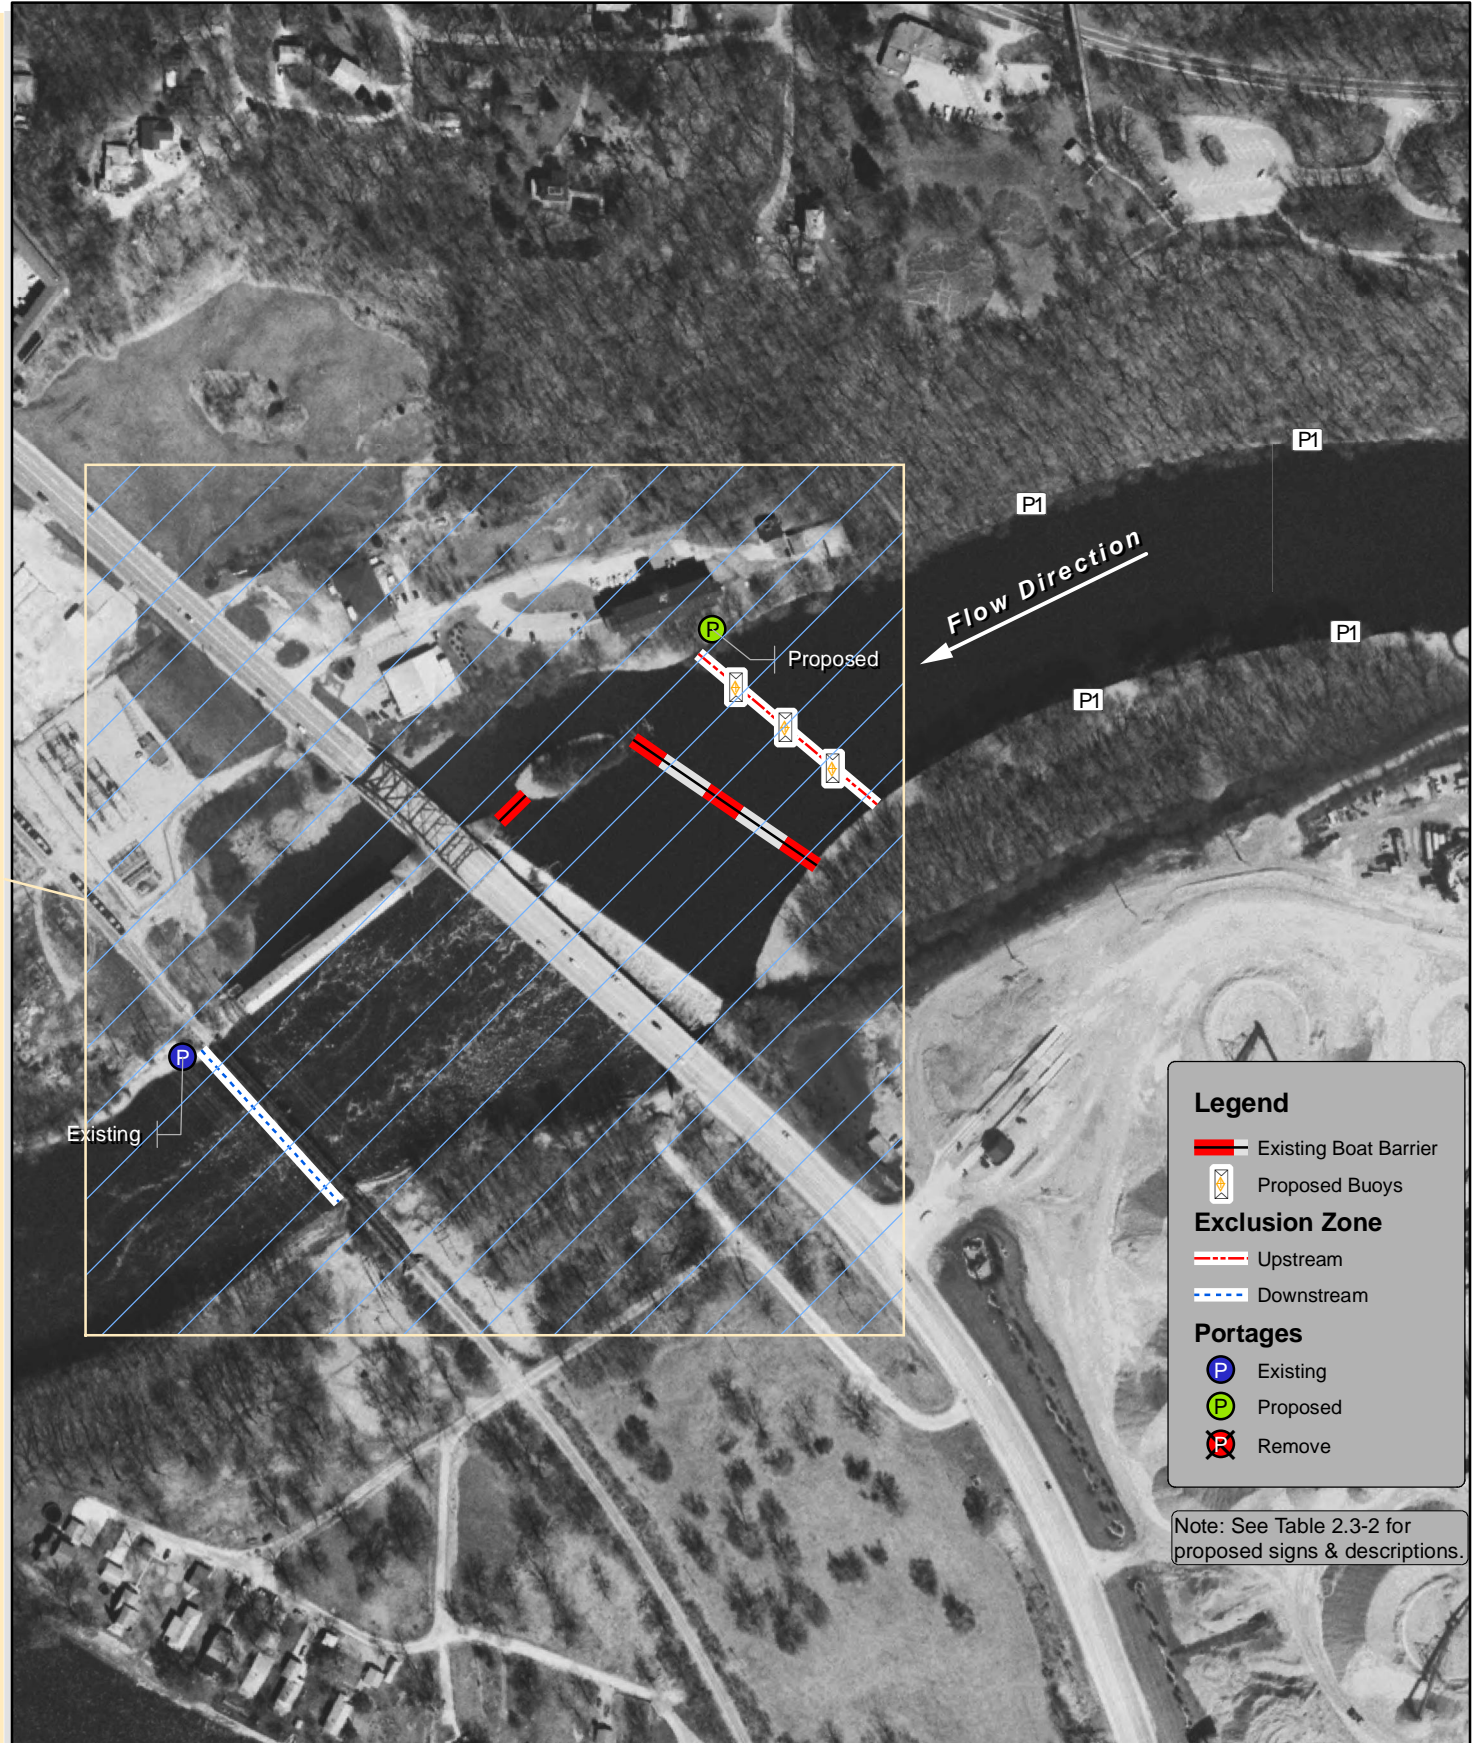 P1
P1
Flow Direction
P
Proposed
P1
P1
P
Existing
Legend
Existing Boat Barrier
Proposed Buoys
Exclusion Zone
Upstream
Downstream
Portages
P Existing
P Proposed
P Remove
Note: See Table 2.3-2 for
proposed signs & descriptions.